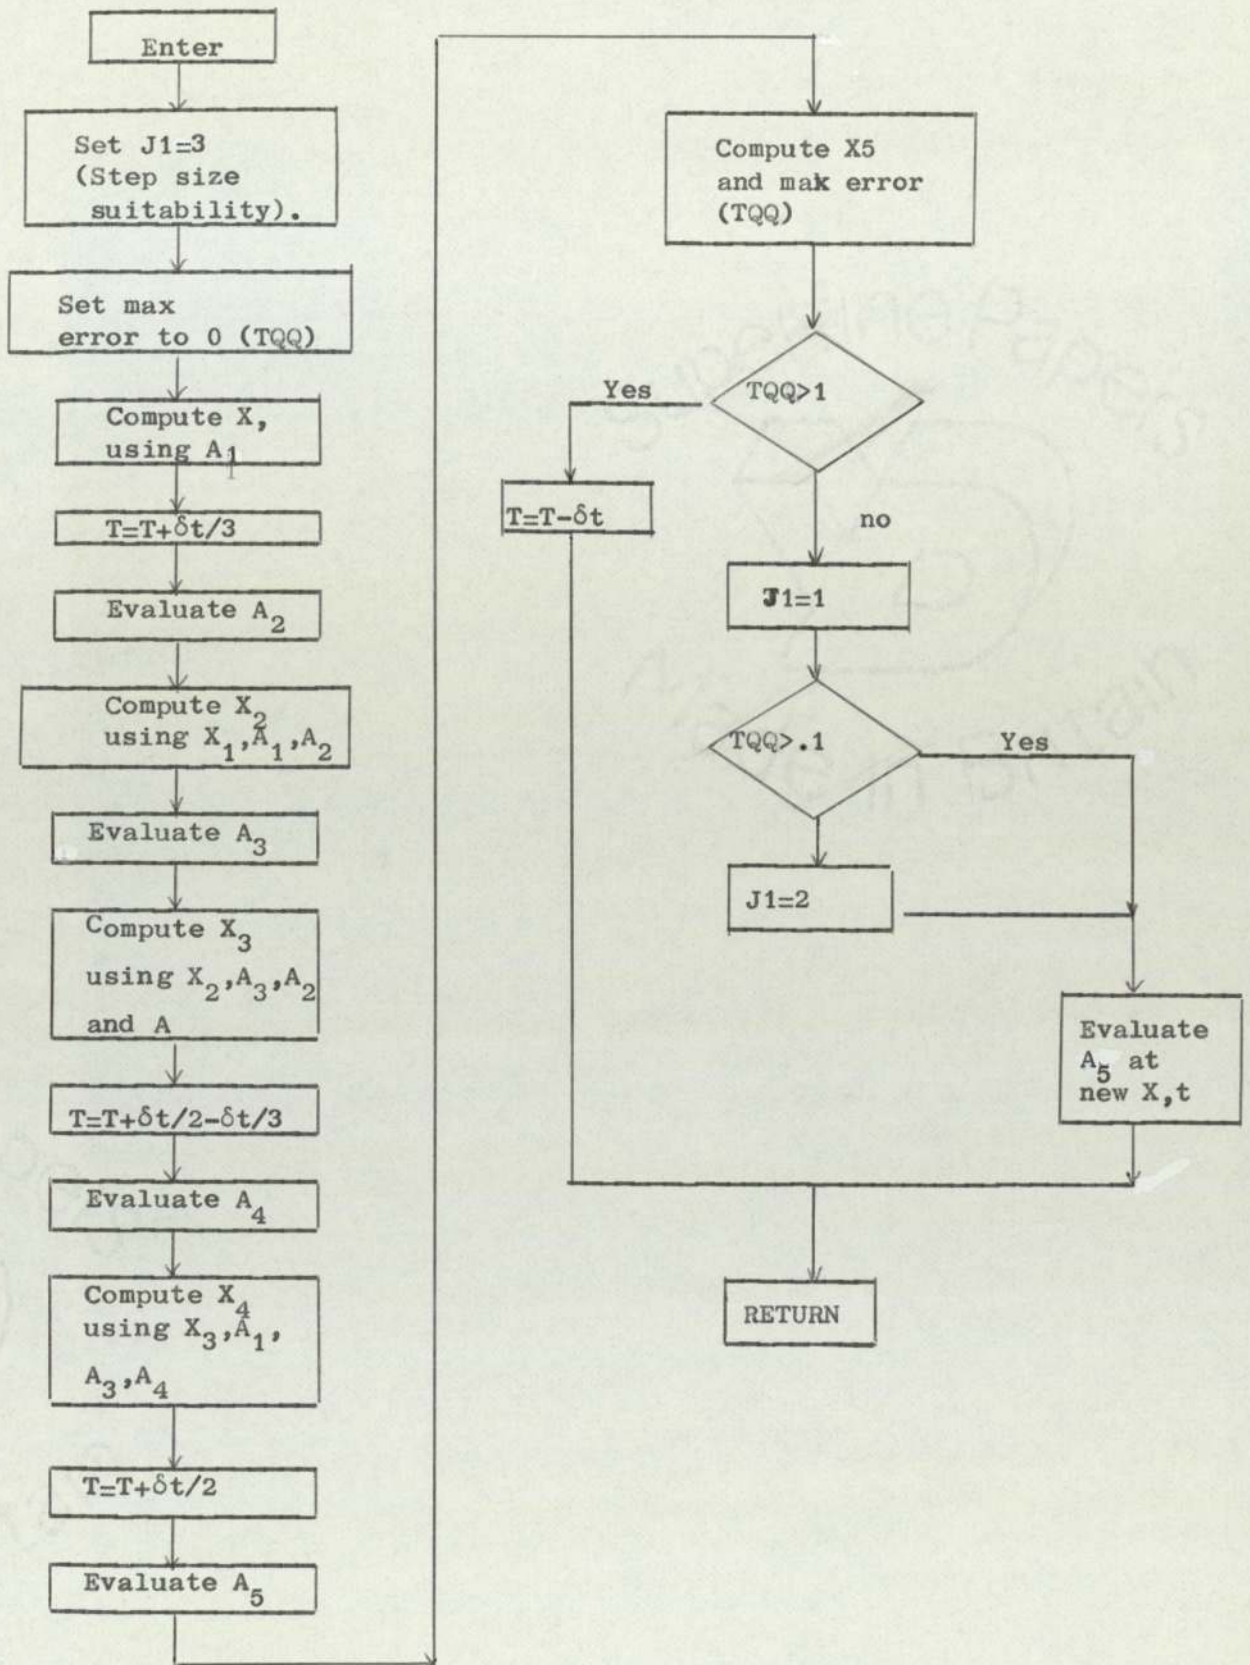 Enter
Set J1=3
(Step size
suitability).
Set max
error to 0 (TQQ)
Compute X,
using A1
T=T+δt/3
Evaluate A2
Compute X2
using X1,A1,A2
Evaluate A3
Compute X3
using X2,A3,A2
and A
T=T+δt/2-δt/3
Evaluate A4
Compute X4
using X3,A1,
A3,A4
T=T+δt/2
Evaluate A5
Compute X5
and max error
(TQQ)
TQQ>1
Yes
T=T-δt
no
J1=1
TQQ>.1
Yes
J1=2
Evaluate
A5 at
new X,t
RETURN